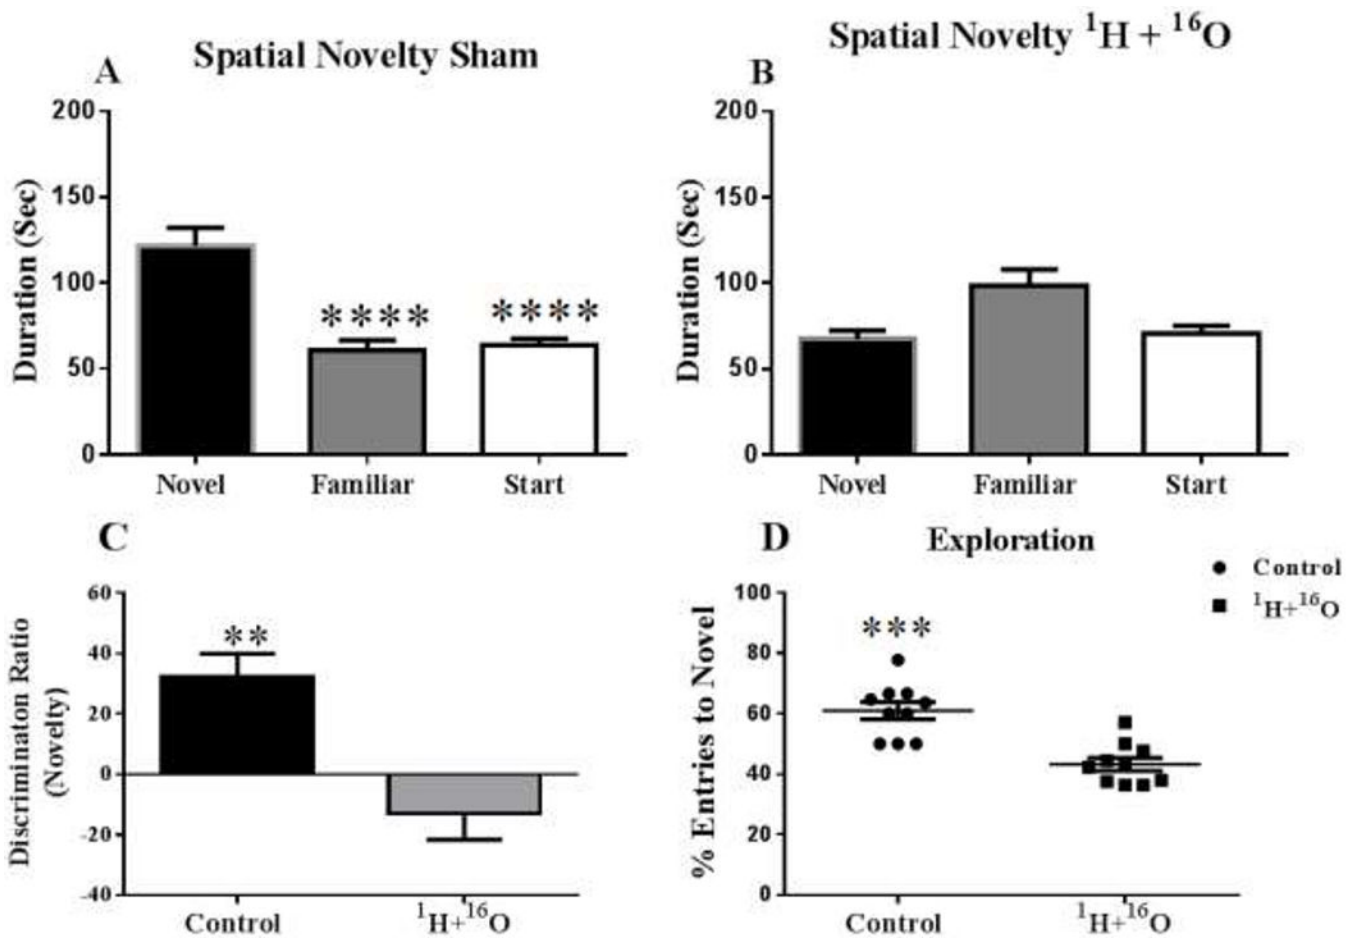 A
Spatial Novelty Sham
200
150
100
50
0
Duration (Sec)
****
****
Novel
Familiar
Start
B
Spatial Novelty ¹H + ¹⁶O
200
150
100
50
0
Duration (Sec)
Novel
Familiar
Start
C
60
40
20
0
-20
-40
Discriminaton Ratio
(Novelty)
**
Control
¹H+¹⁶O
D
Exploration
Control
¹H+¹⁶O
100
80
60
40
20
0
% Entries to Novel
***
Control
¹H+¹⁶O